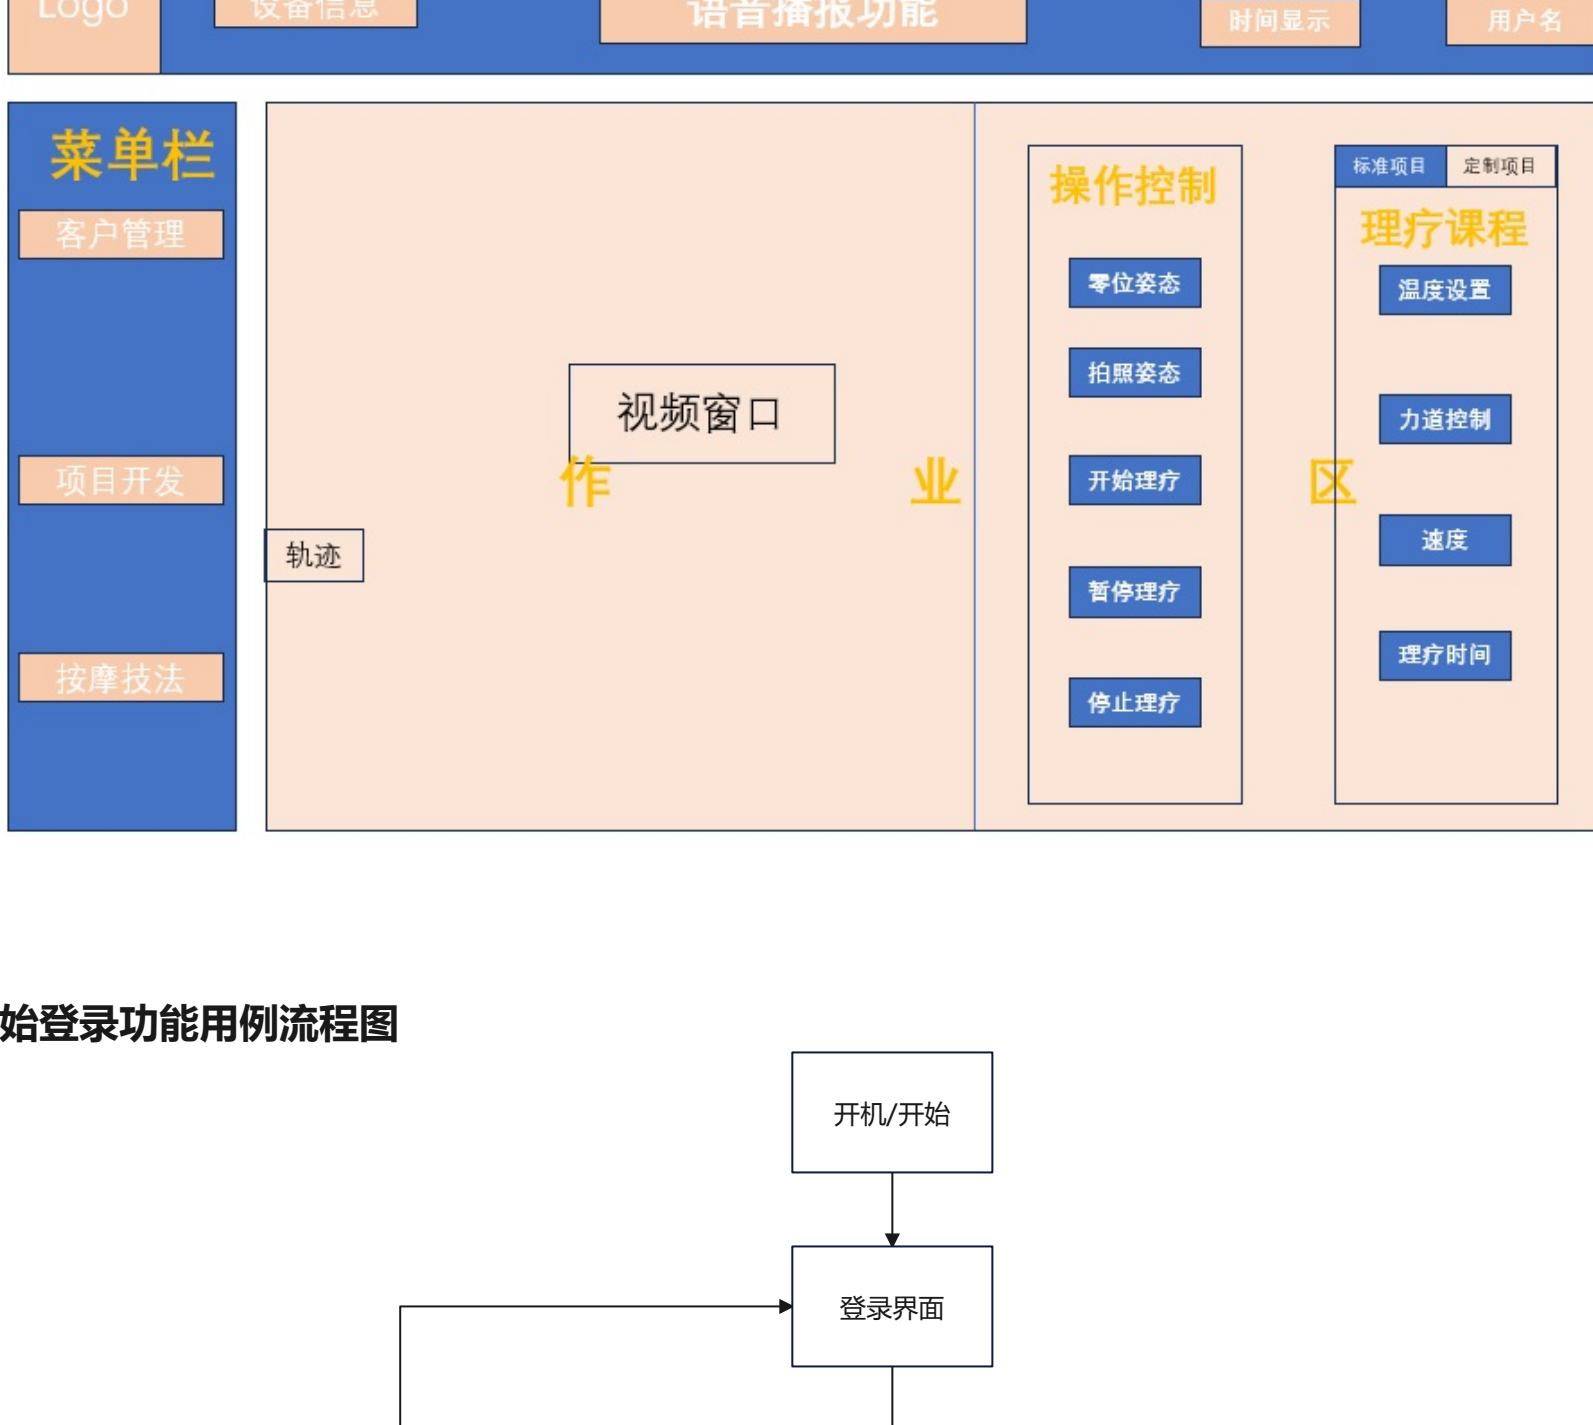 Logo
设备信息
语音播报功能
时间显示
用户名
菜单栏
客户管理
项目开发
按摩技法
视频窗口
轨迹
作业区
操作控制
零位姿态
拍照姿态
开始理疗
暂停理疗
停止理疗
标准项目
定制项目
理疗课程
温度设置
力道控制
速度
理疗时间
始登录功能用例流程图
开机/开始
登录界面